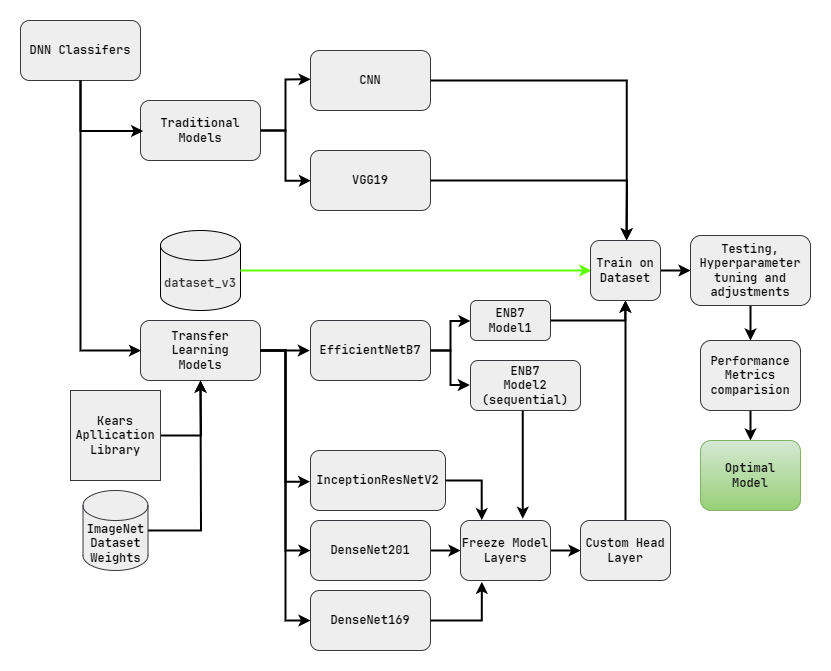 DNN Classifers
CNN
Traditional
Models
VGG19
dataset_v3
Train on
Dataset
Testing,
Hyperparameter
tuning and
adjustments
Transfer
Learning
Models
EfficientNetB7
ENB7
Model1
ENB7
Model2
(sequential)
Performance
Metrics
comparision
Kears
Apllication
Library
Optimal
Model
InceptionResNetV2
ImageNet
Dataset
Weights
DenseNet201
Freeze Model
Layers
Custom Head
Layer
DenseNet169